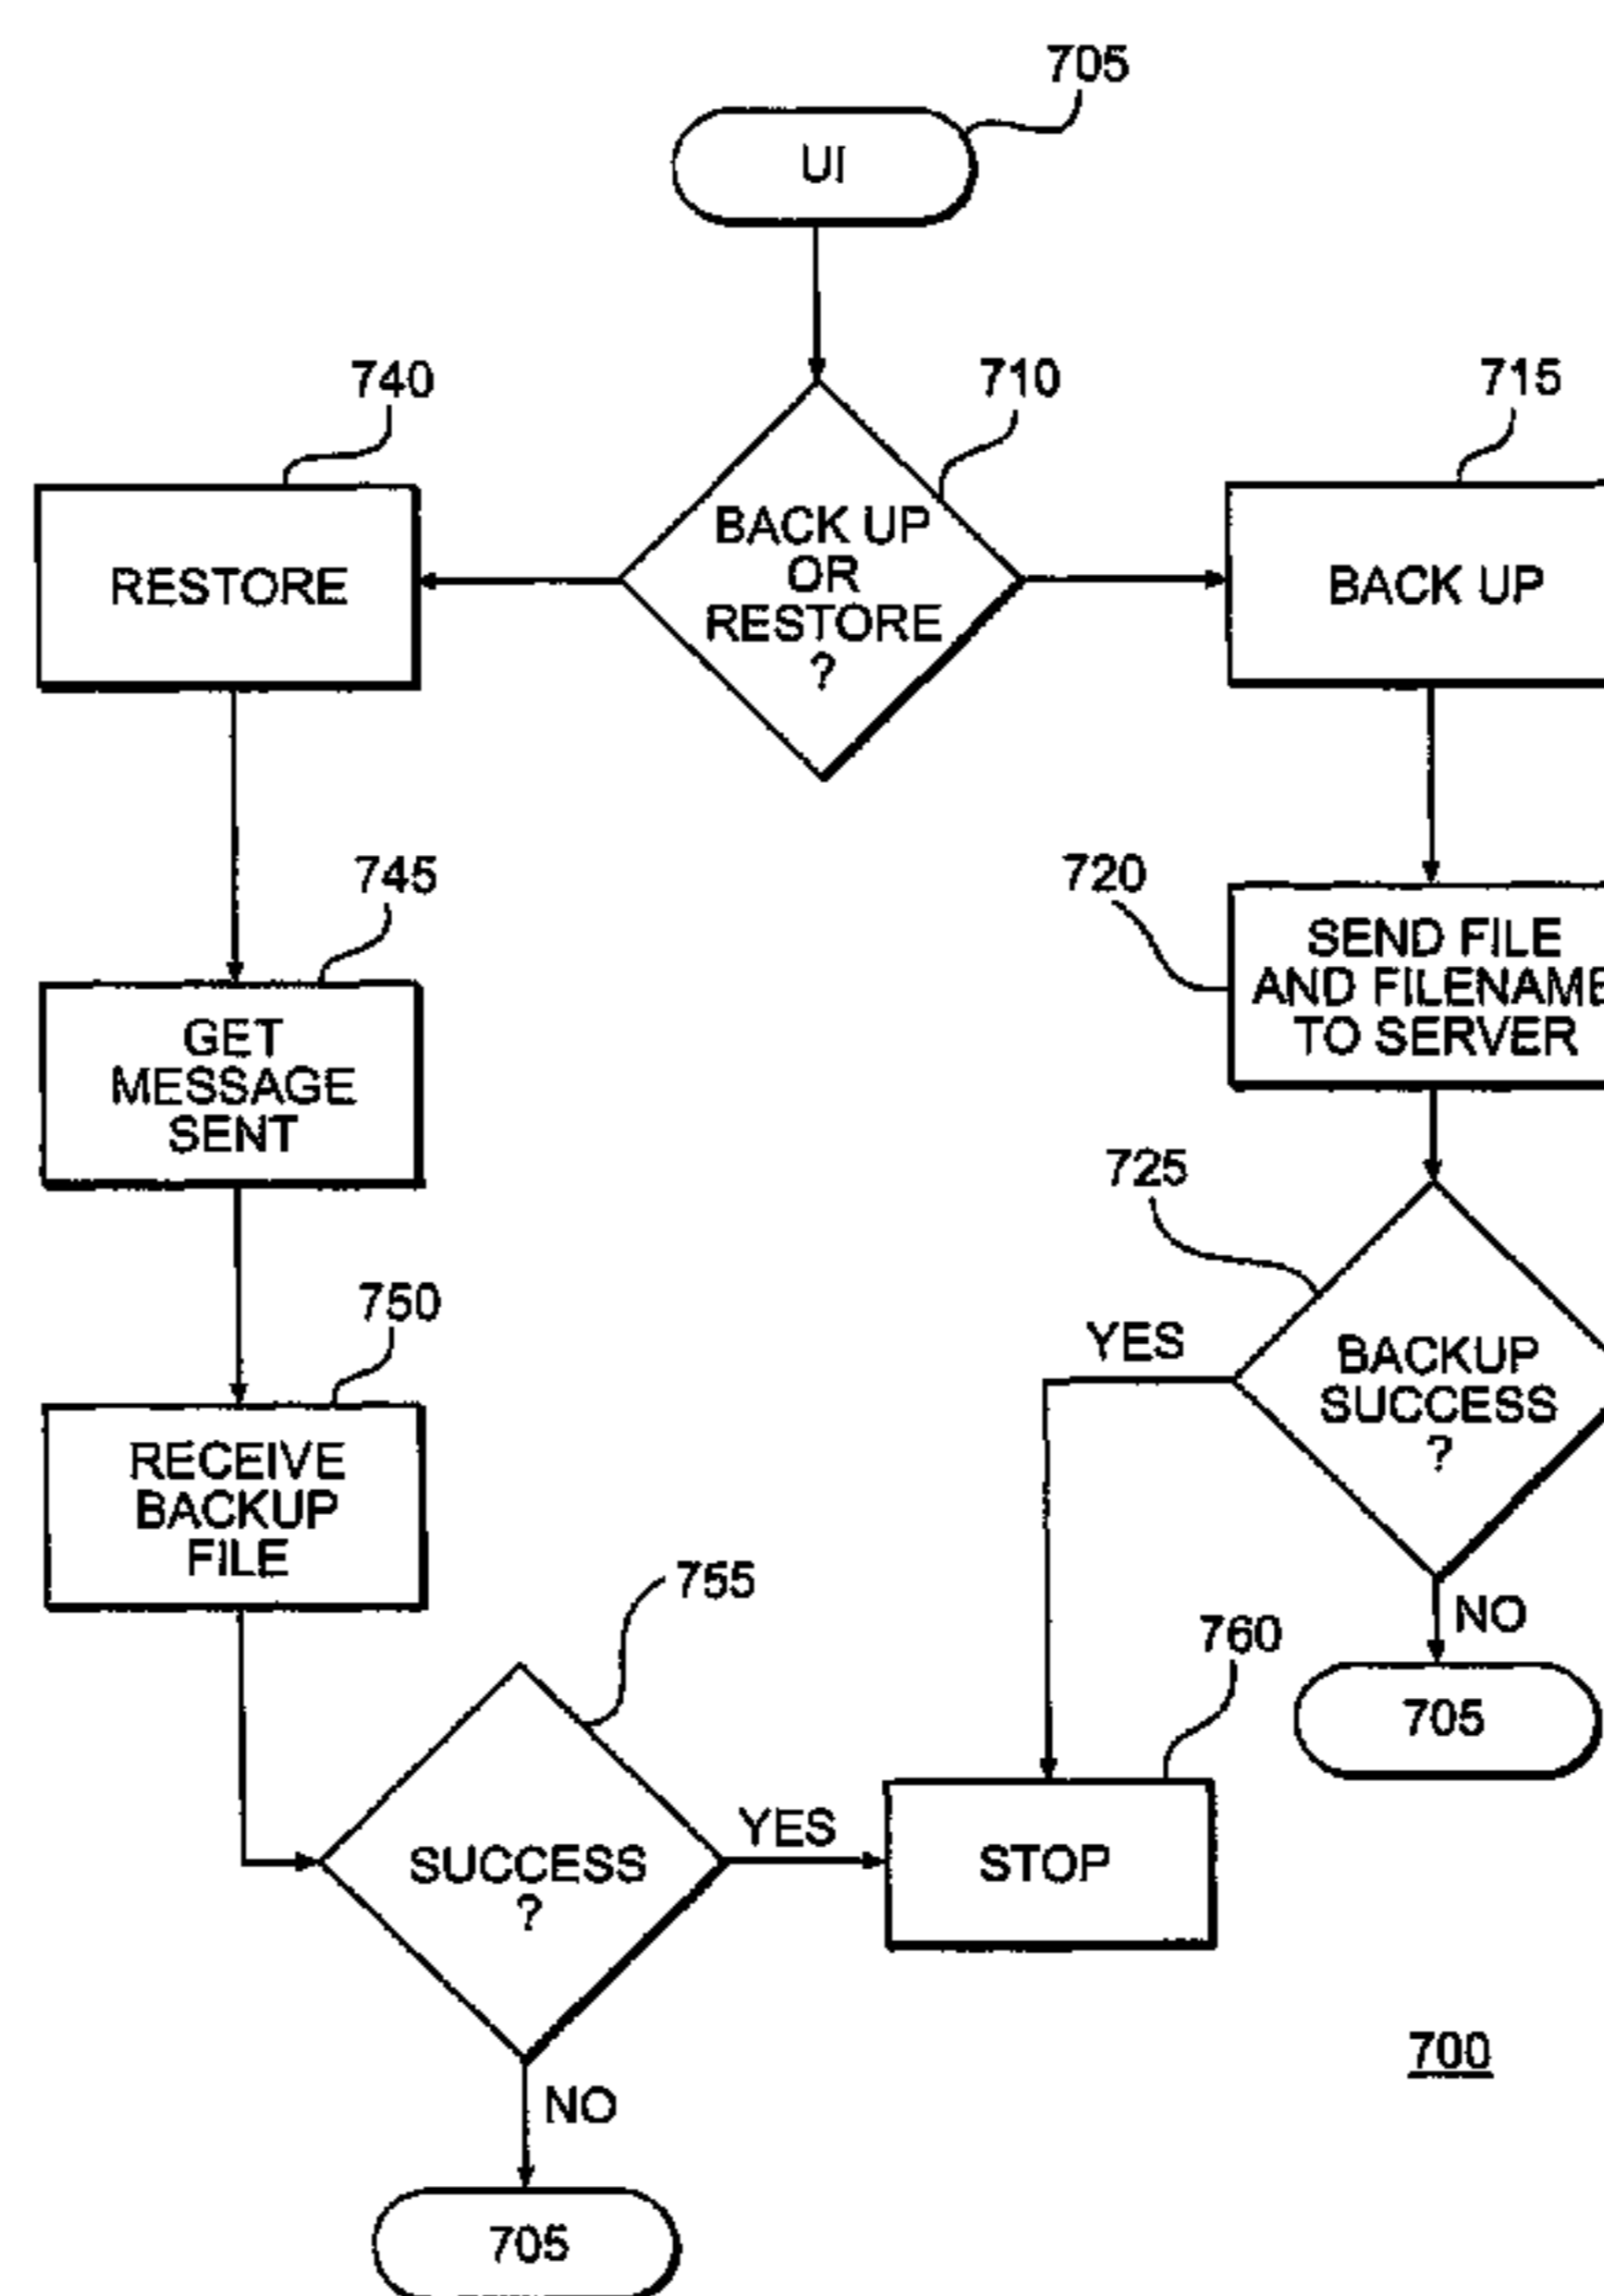 705
UI
740
710
715
RESTORE
BACK UP
OR
RESTORE
?
BACK UP
745
720
GET
MESSAGE
SENT
SEND FILE
AND FILENAME
TO SERVER
725
750
YES
BACKUP
SUCCESS
?
RECEIVE
BACKUP
FILE
755
NO
760
705
YES
SUCCESS
?
STOP
700
NO
705